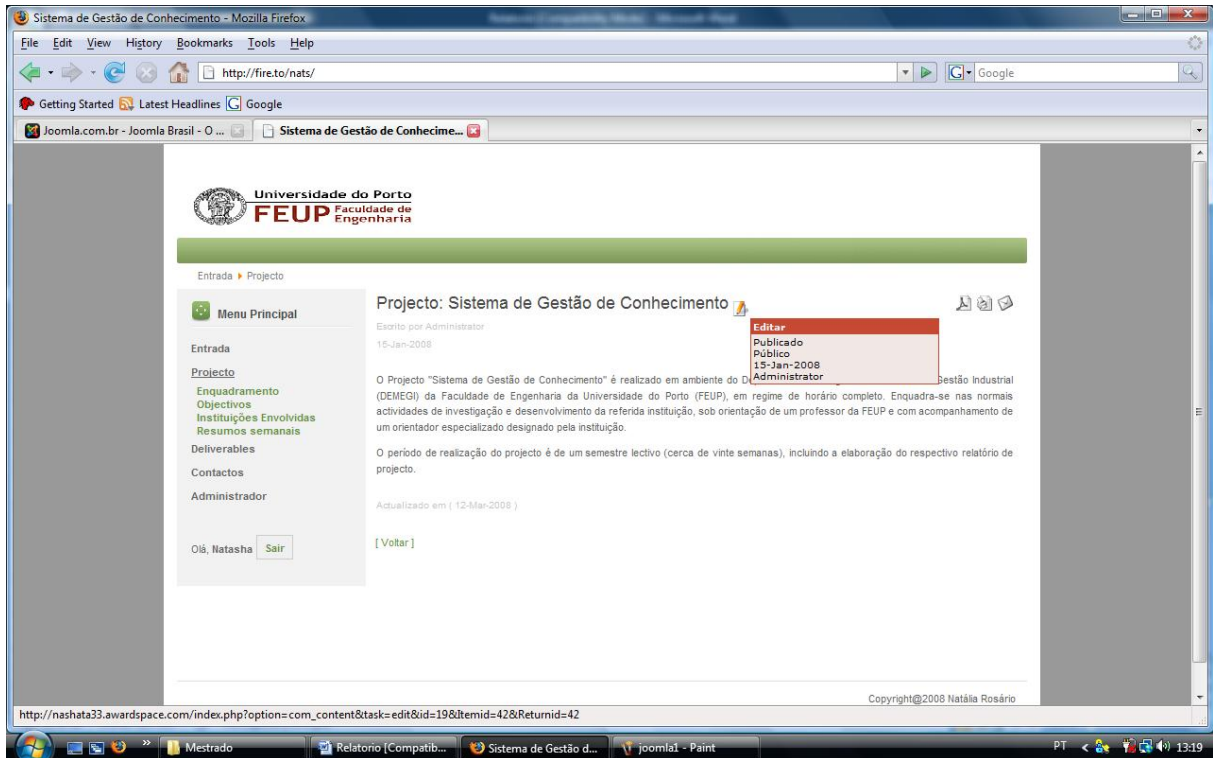 Sistema de Gestão de Conhecimento - Mozilla Firefox
File Edit View History Bookmarks Tools Help
http://fire.to/nats/
Google
Getting Started Latest Headlines Google
Joomla.com.br - Joomla Brasil - O ... Sistema de Gestão de Conhecime...
Universidade do Porto
FEUP Faculdade de
Engenharia
Entrada Projecto
Menu Principal
Entrada
Projecto
Enquadramento
Objectivos
Instituições Envolvidas
Resumos semanais
Deliverables
Contactos
Administrador
Olá, Natasha Sair
Projecto: Sistema de Gestão de Conhecimento
Escrito por Administrator
15-Jan-2008
Editar
Publicado
Público
15-Jan-2008
Administrator
O Projecto "Sistema de Gestão de Conhecimento" é realizado em ambiente do Gestão Industrial
(DEMEGI) da Faculdade de Engenharia da Universidade do Porto (FEUP), em regime de horário completo. Enquadra-se nas normais
actividades de investigação e desenvolvimento da referida instituição, sob orientação de um professor da FEUP e com acompanhamento de
um orientador especializado designado pela instituição.
O período de realização do projecto é de um semestre lectivo (cerca de vinte semanas), incluindo a elaboração do respectivo relatório de
projecto.
Actualizado em ( 12-Mar-2008 )
[ Voltar ]
Copyright@2008 Natália Rosário
http://nashata33.awardspace.com/index.php?option=com_content&task=edit&id=19&Itemid=42&Returnid=42
Mestrado Relatorio [Compatib... Sistema de Gestão d... joomla1 - Paint PT 13:19